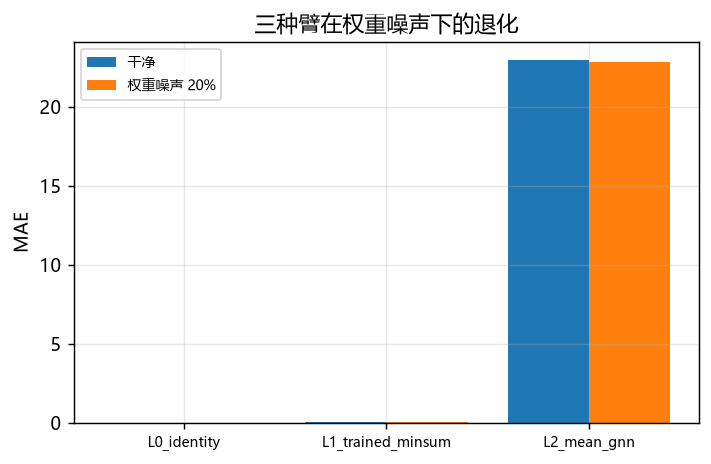 三种臂在权重噪声下的退化
干净
权重噪声 20%
MAE
20
15
10
5
0
L0_identity
L1_trained_minsum
L2_mean_gnn